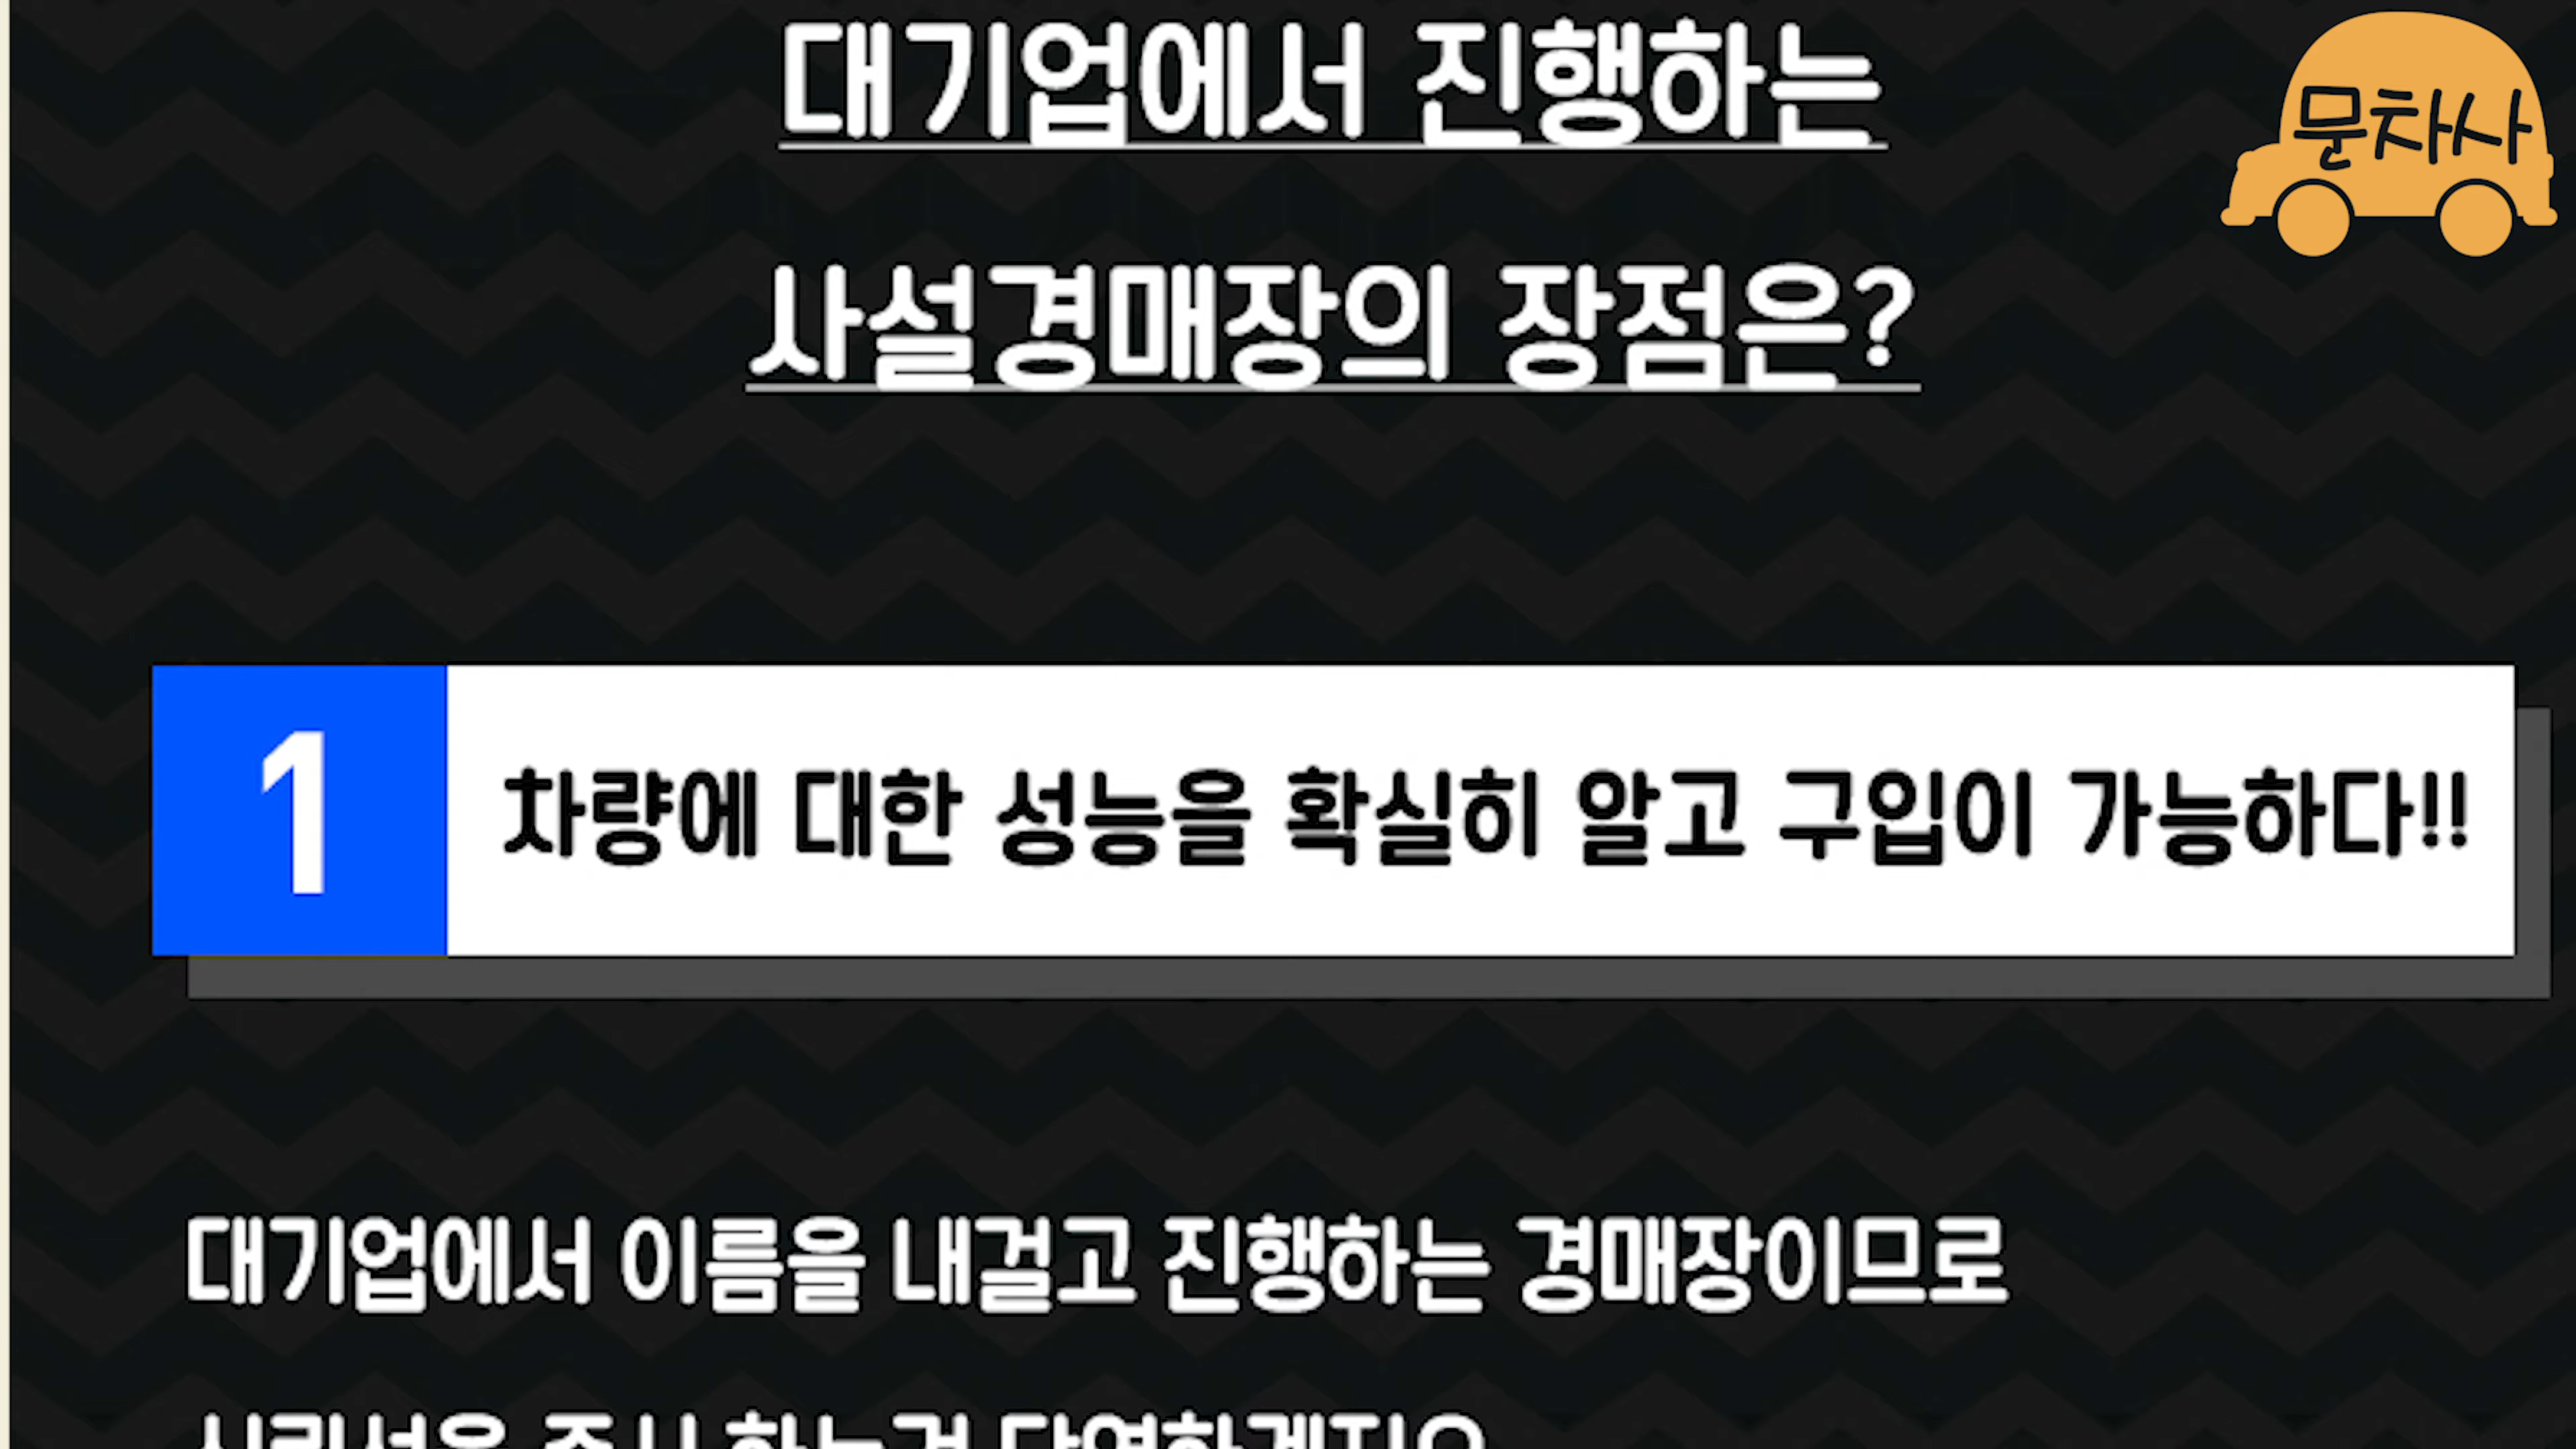 대기업에서 진행하는
문차사
사설경매장의 장점은?
1
차량에 대한 성능을 확실히 알고 구입이 가능하다!!
대기업에서 이름을 내걸고 진행하는 경매장이므로